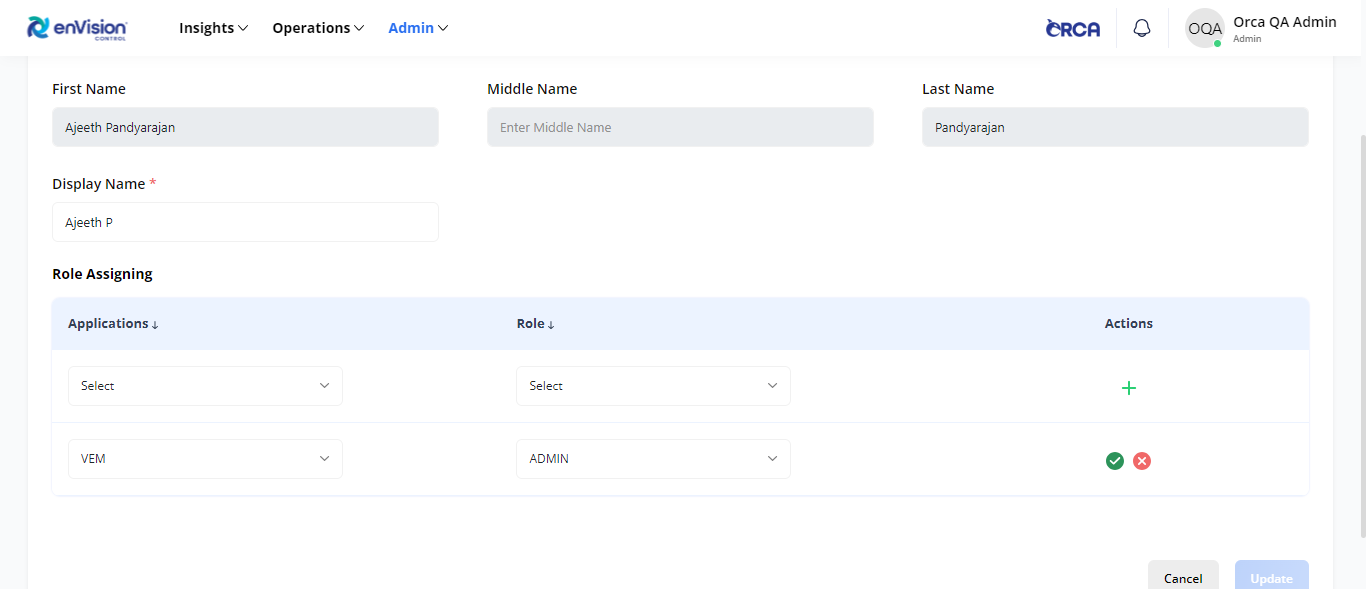 enVision
CONTROL
Insights Operations Admin
ORCA
OQA
Orca QA Admin
Admin
First Name Middle Name Last Name
Ajeeth Pandyarajan Enter Middle Name Pandyarajan
Display Name *
Ajeeth P
Role Assigning
Applications ↓ Role ↓ Actions
Select Select
VEM ADMIN
Cancel Update